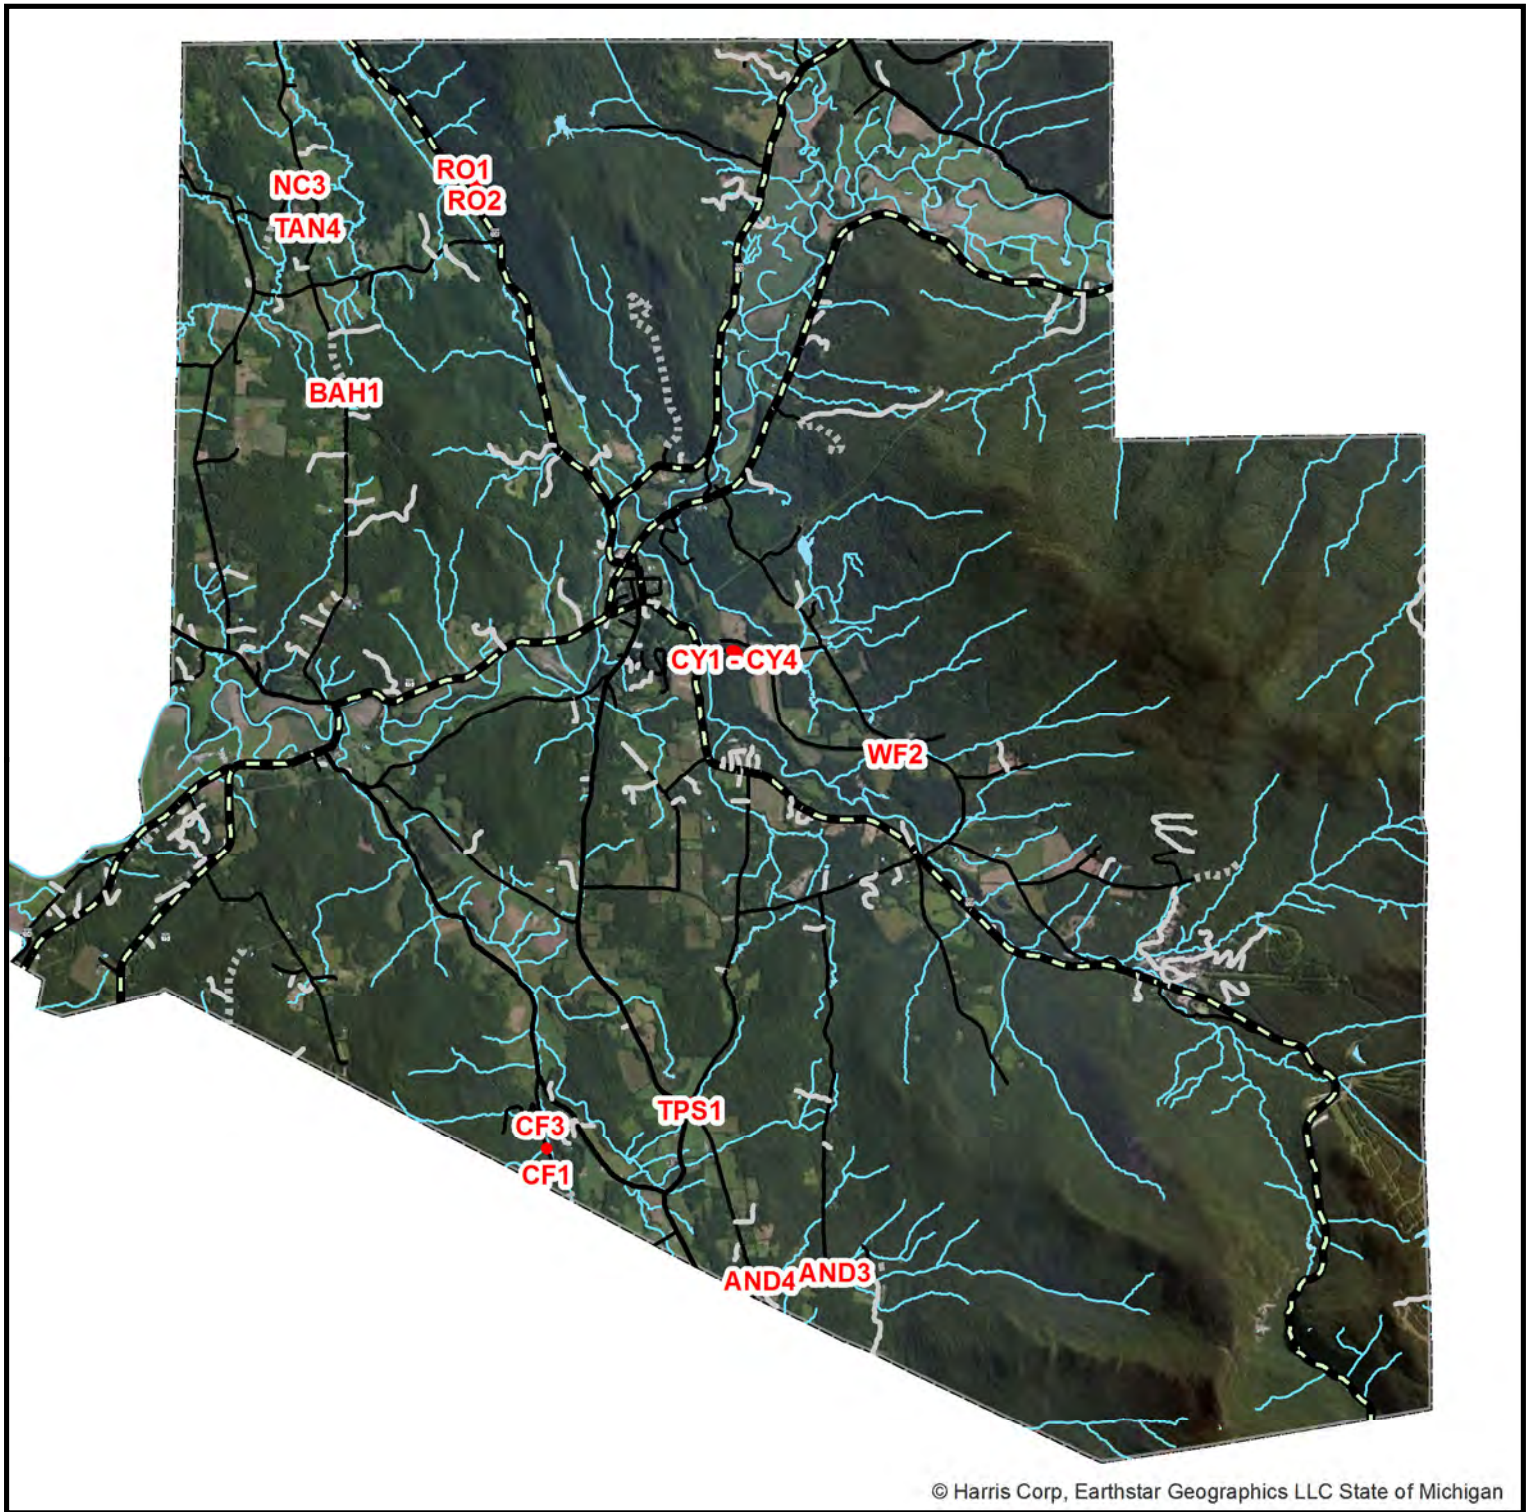 RO1
NC3
RO2
TAN4
BAH1
CY1 - CY4
WF2
TPS1
CF3
CF1
AND4
AND3
© Harris Corp, Earthstar Geographics LLC State of Michigan